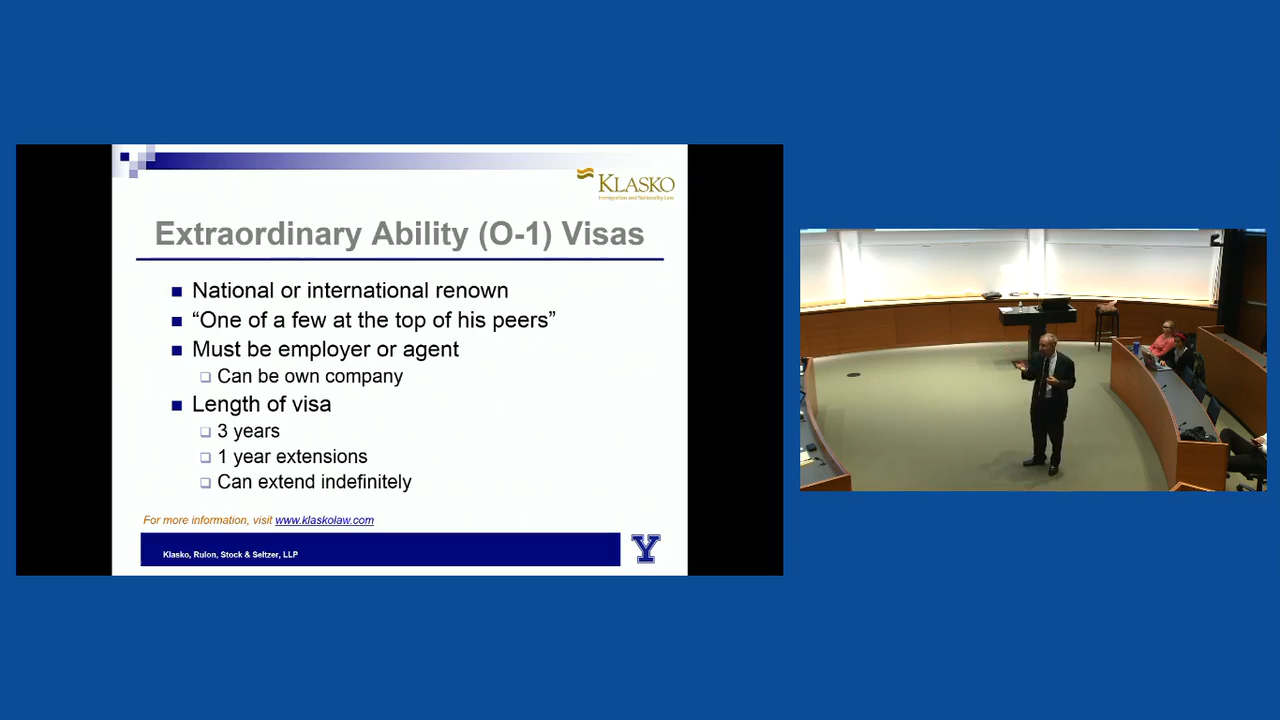 KLASKO
Immigration and Nationality Law
Extraordinary Ability (O-1) Visas
National or international renown
“One of a few at the top of his peers”
Must be employer or agent
Can be own company
Length of visa
3 years
1 year extensions
Can extend indefinitely
For more information, visit www.klaskolaw.com
Klasko, Rulon, Stock & Seltzer, LLP
Y